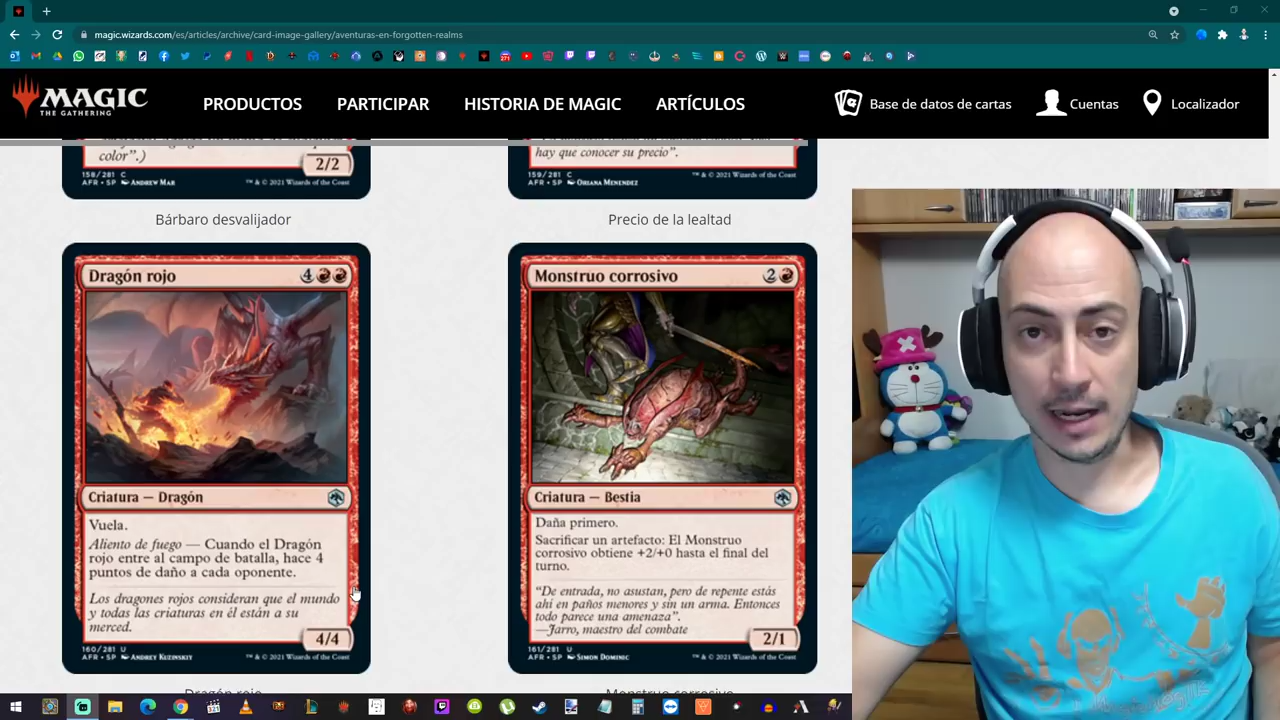 magic.wizards.com/es/articles/archive/card-image-gallery/aventuras-en-forgotten-realms
MAGIC
THE GATHERING
PRODUCTOS
PARTICIPAR
HISTORIA DE MAGIC
ARTÍCULOS
Base de datos de cartas
Cuentas
Localizador
color".)
2/2
158/281 C
AFR • SP Andrew Mar
™ & © 2021 Wizards of the Coast
Bárbaro desvalijador
hay que conocer su precio".
159/281 C
AFR • SP Oriana Menendez
™ & © 2021 Wizards of the Coast
Precio de la lealtad
Dragón rojo
4
Criatura — Dragón
Vuela.
Aliento de fuego — Cuando el Dragón
rojo entre al campo de batalla, hace 4
puntos de daño a cada oponente.
Los dragones rojos consideran que el mundo
y todas las criaturas en él están a su
merced.
4/4
160/281 U
AFR • SP Andrey Kuzinskiy
™ & © 2021 Wizards of the Coast
Dragón rojo
Monstruo corrosivo
2
Criatura — Bestia
Daña primero.
Sacrificar un artefacto: El Monstruo
corrosivo obtiene +2/+0 hasta el final del
turno.
"De entrada, no asustan, pero de repente estás
ahí en paños menores y sin un arma. Entonces
todo parece una amenaza".
—Jarro, maestro del combate
2/1
161/281 U
AFR • SP Simon Dominic
™ & © 2021 Wizards of the Coast
Monstruo corrosivo